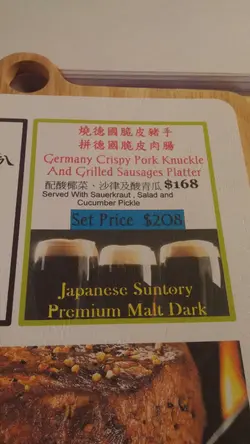 燒德國脆皮豬手
拼德國脆皮肉腸
Germany Crispy Pork Knuckle
And Grilled Sausages Platter
配酸椰菜、沙律及酸青瓜 $168
Served With Sauerkraut , Salad and
Cucumber Pickle
Set Price $208
Japanese Suntory
Premium Malt Dark